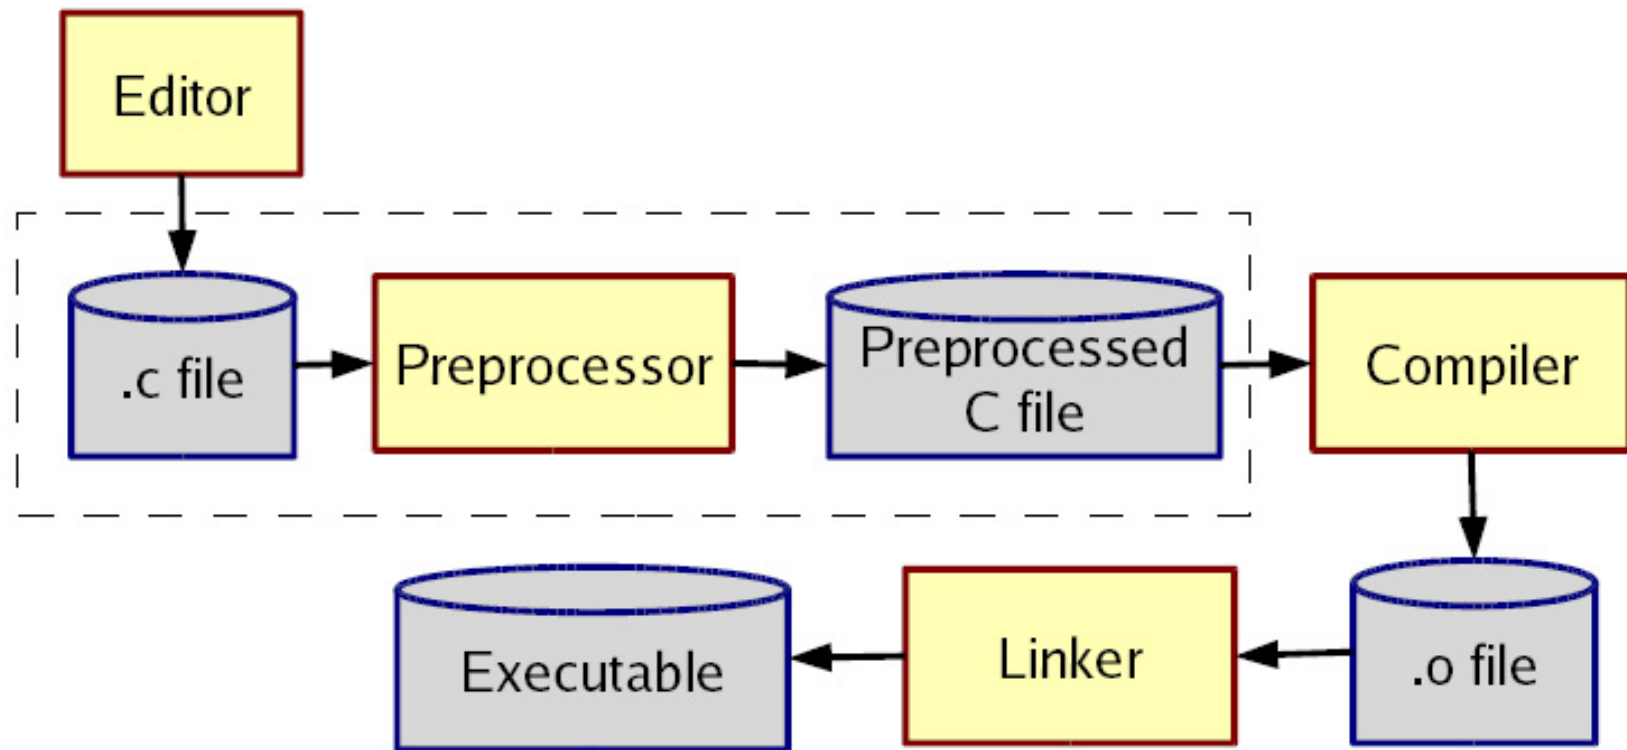 Editor
.c file
Preprocessor
Preprocessed
C file
Compiler
Executable
Linker
.o file